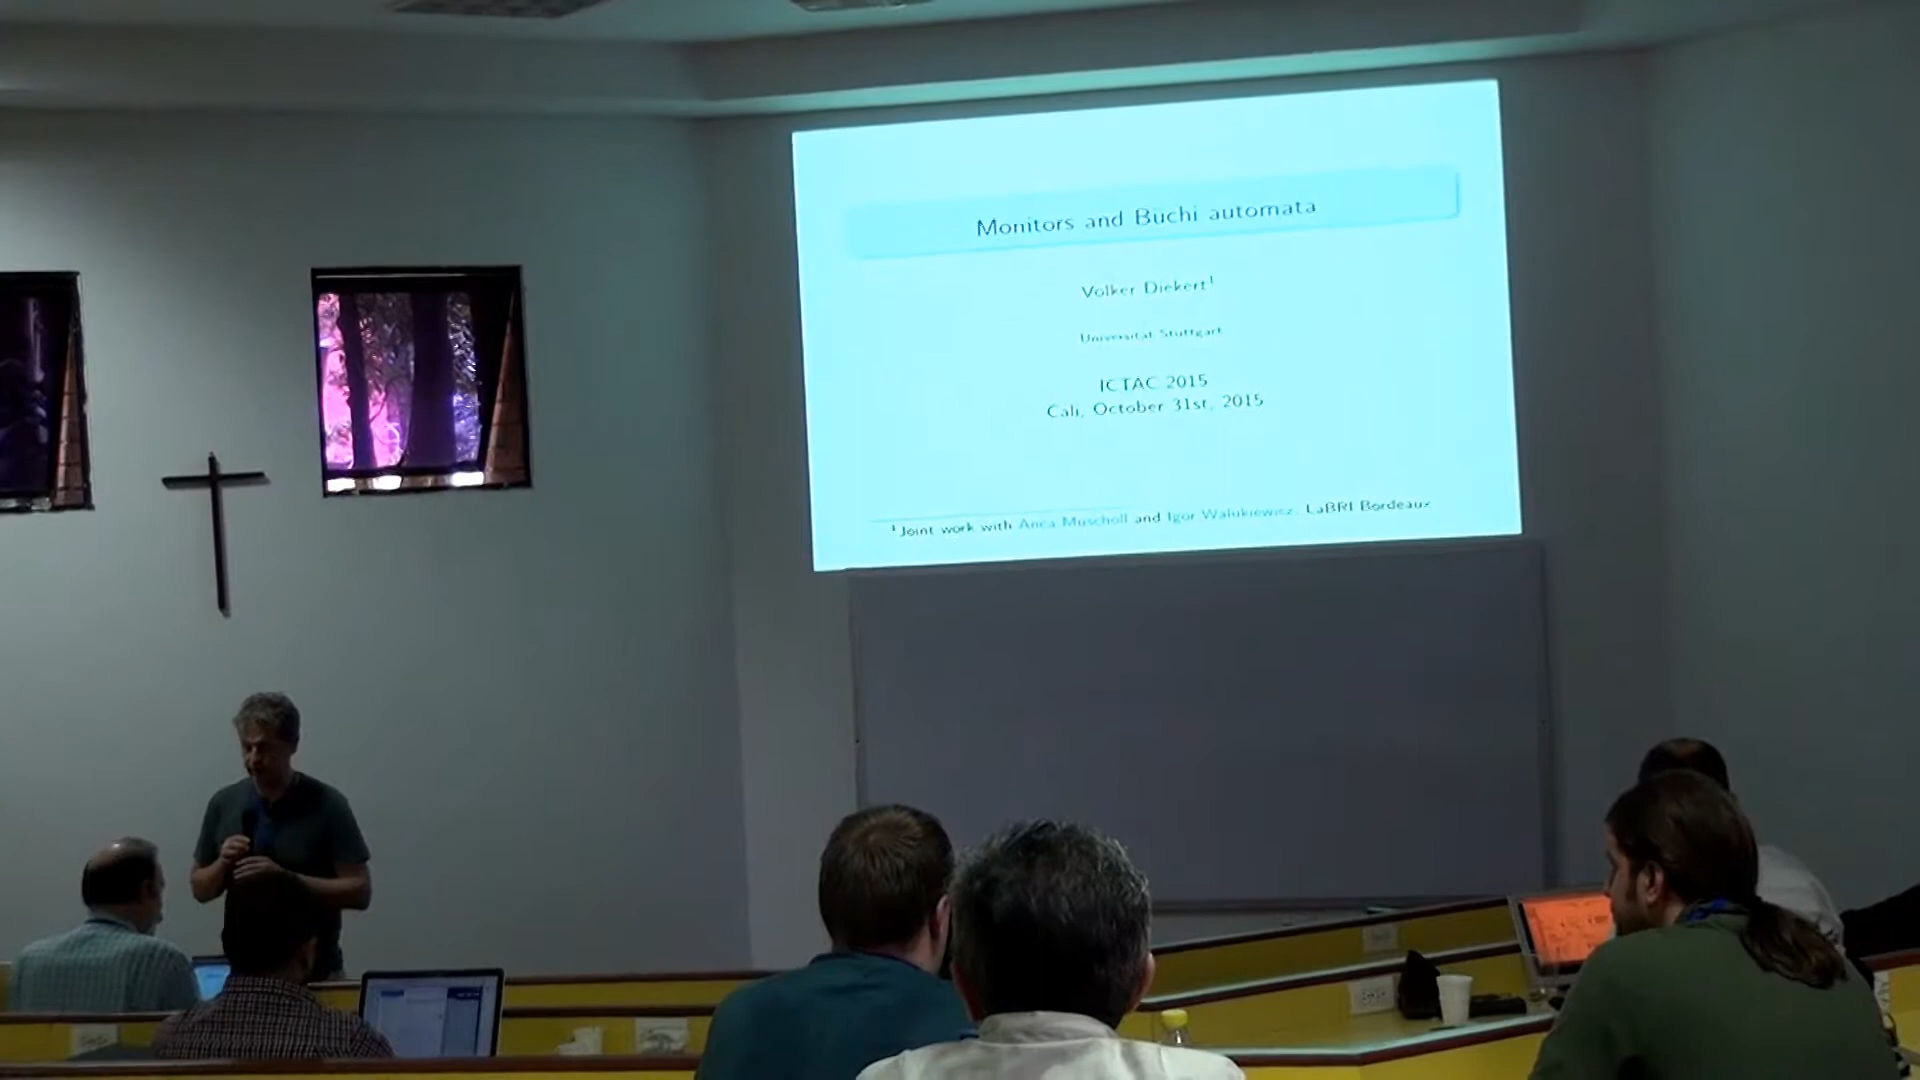 Monitors and Büchi automata
Volker Diekert¹
Universität Stuttgart
ICTAC 2015
Cali, October 31st, 2015
¹Joint work with Anca Muscholl and Igor Walukiewicz, LaBRI Bordeaux